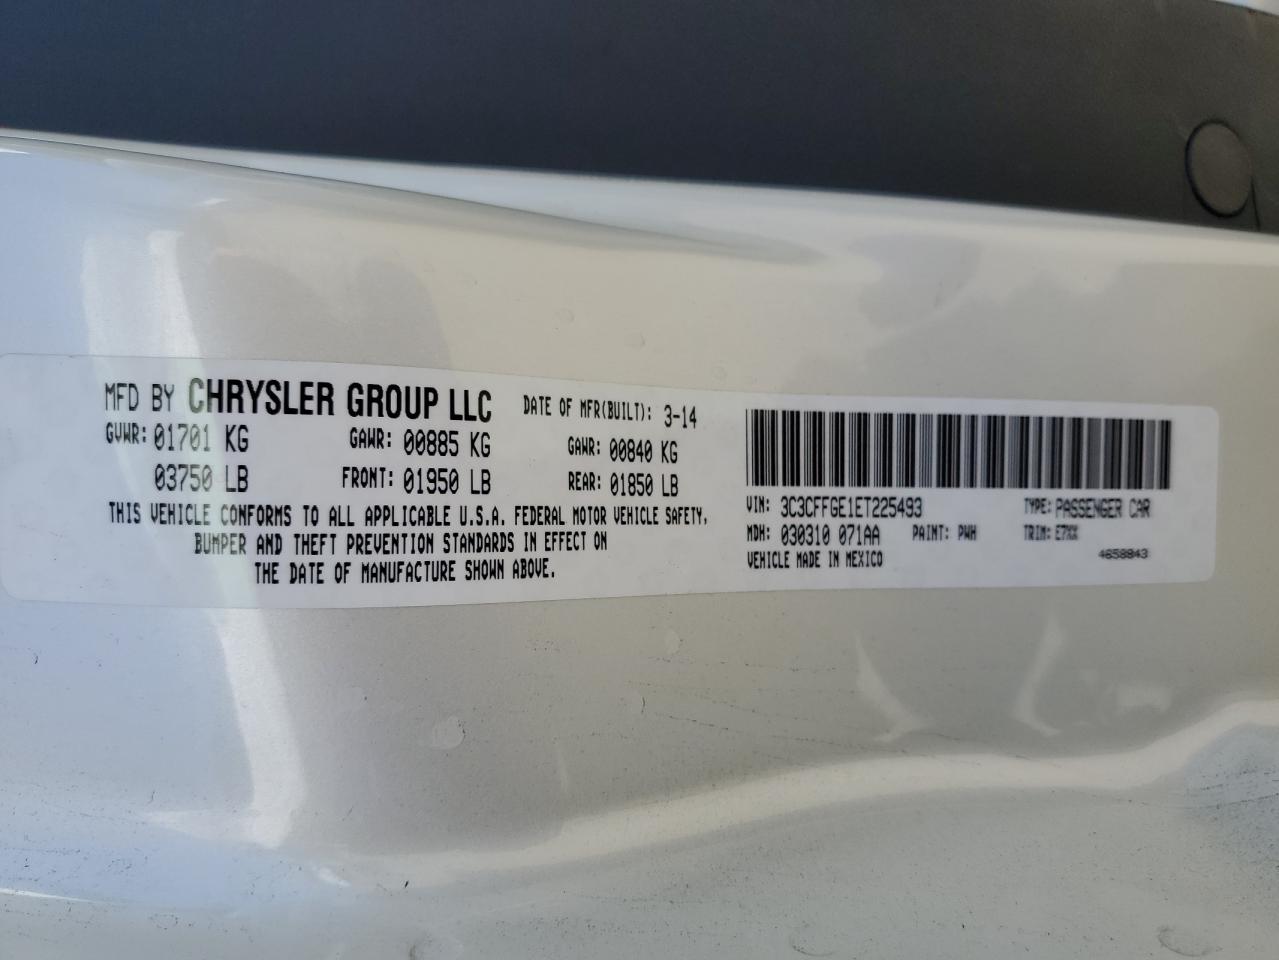 MFD BY CHRYSLER GROUP LLC DATE OF MFR(BUILT): 3-14
GVWR: 01701 KG GAWR: 00885 KG GAWR: 00840 KG
03750 LB FRONT: 01950 LB REAR: 01850 LB
THIS VEHICLE CONFORMS TO ALL APPLICABLE U.S.A. FEDERAL MOTOR VEHICLE SAFETY,
BUMPER AND THEFT PREVENTION STANDARDS IN EFFECT ON
THE DATE OF MANUFACTURE SHOWN ABOVE.
VIN: 3C3CFFGE1ET225493 TYPE: PASSENGER CAR
MDH: 030310 071AA PAINT: PWH TRIM: E7XX
VEHICLE MADE IN MEXICO 4658843